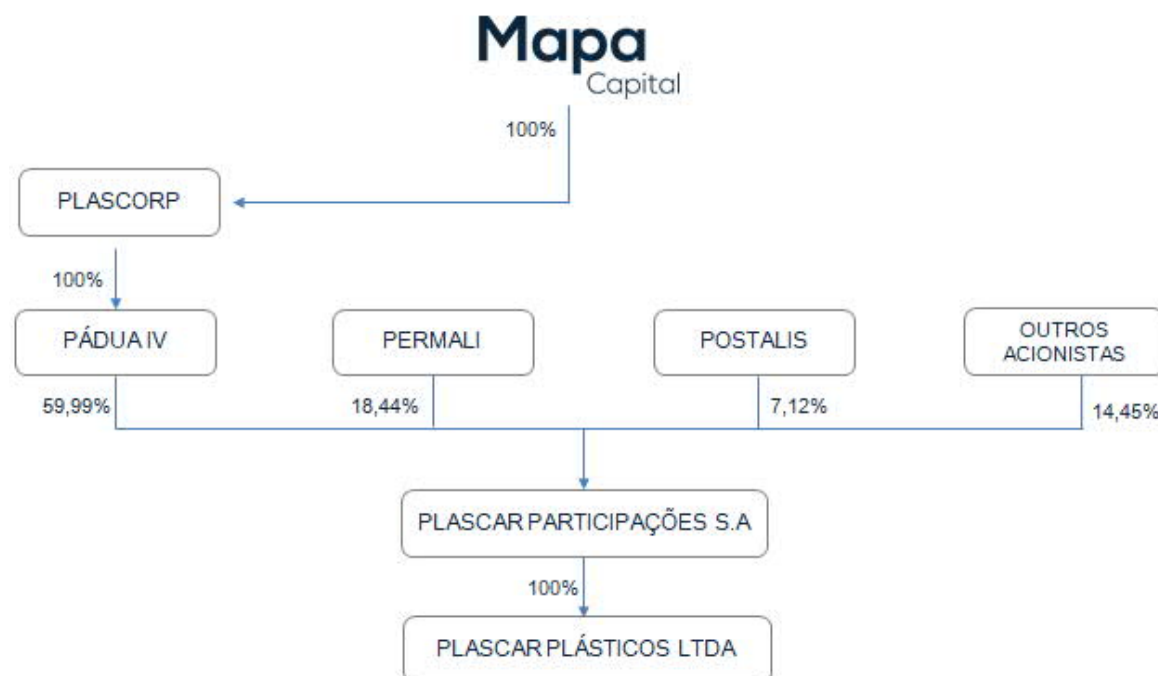 Mapa
Capital
100%
PLASCORP
100%
PÁDUA IV
PERMALI
POSTALIS
OUTROS
ACIONISTAS
59,99%
18,44%
7,12%
14,45%
PLASCAR PARTICIPAÇÕES S.A
100%
PLASCAR PLÁSTICOS LTDA